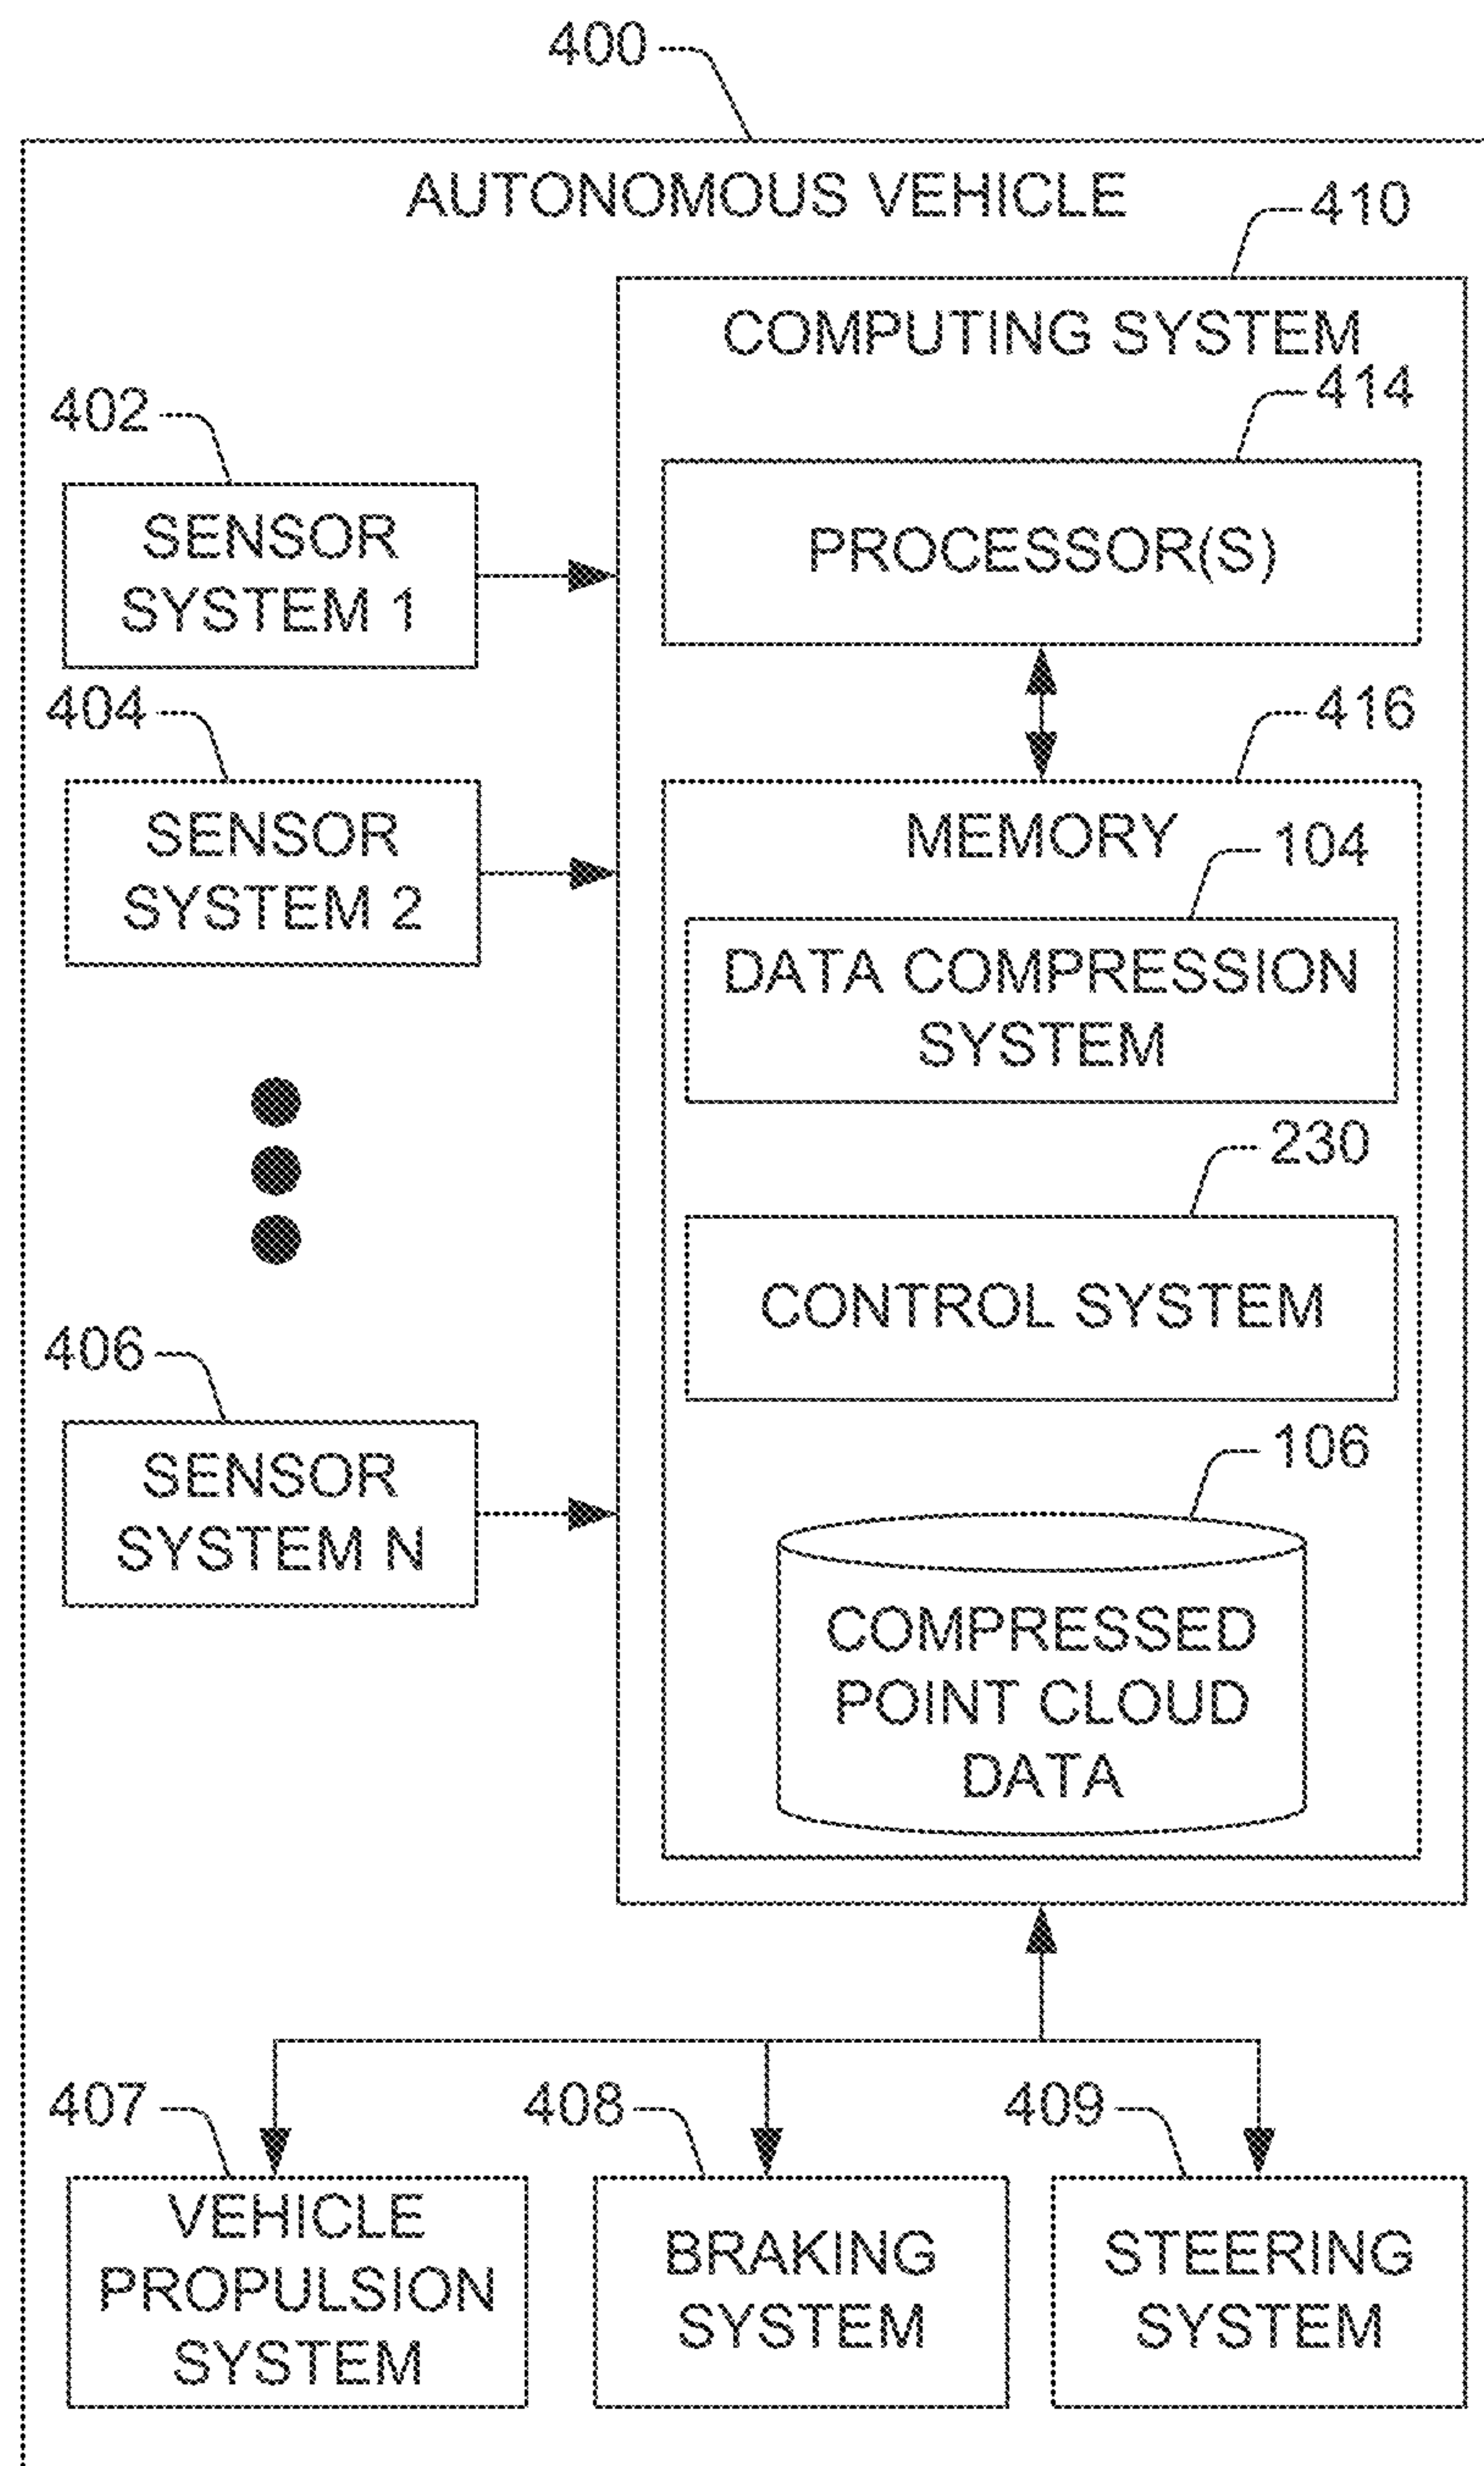 400
AUTONOMOUS VEHICLE
410
COMPUTING SYSTEM
414
402
PROCESSOR(S)
SENSOR
SYSTEM 1
404
416
MEMORY
104
SENSOR
SYSTEM 2
DATA COMPRESSION
SYSTEM
230
CONTROL SYSTEM
406
106
SENSOR
SYSTEM N
COMPRESSED
POINT CLOUD
DATA
407
408
409
VEHICLE
PROPULSION
SYSTEM
BRAKING
SYSTEM
STEERING
SYSTEM